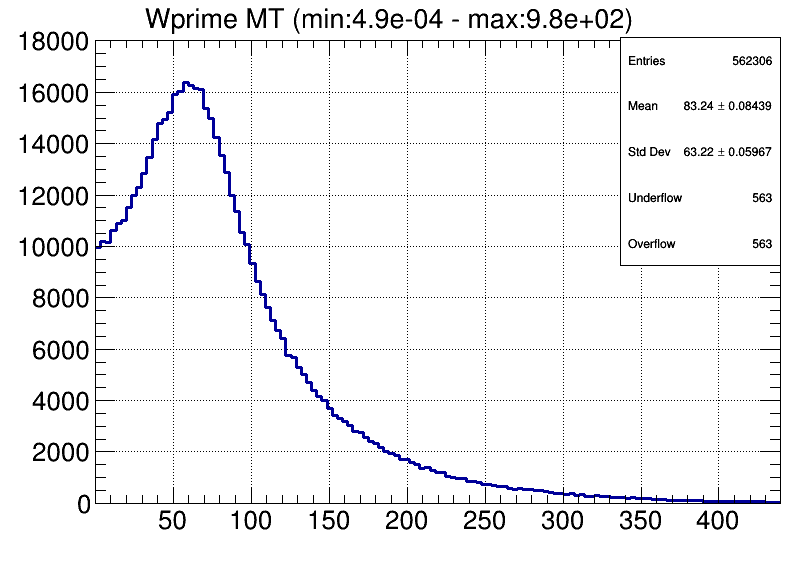 Wprime MT (min:4.9e-04 - max:9.8e+02)
18000
16000
14000
12000
10000
8000
6000
4000
2000
0
Entries 562306
Mean 83.24 ± 0.08439
Std Dev 63.22 ± 0.05967
Underflow 563
Overflow 563
50 100 150 200 250 300 350 400